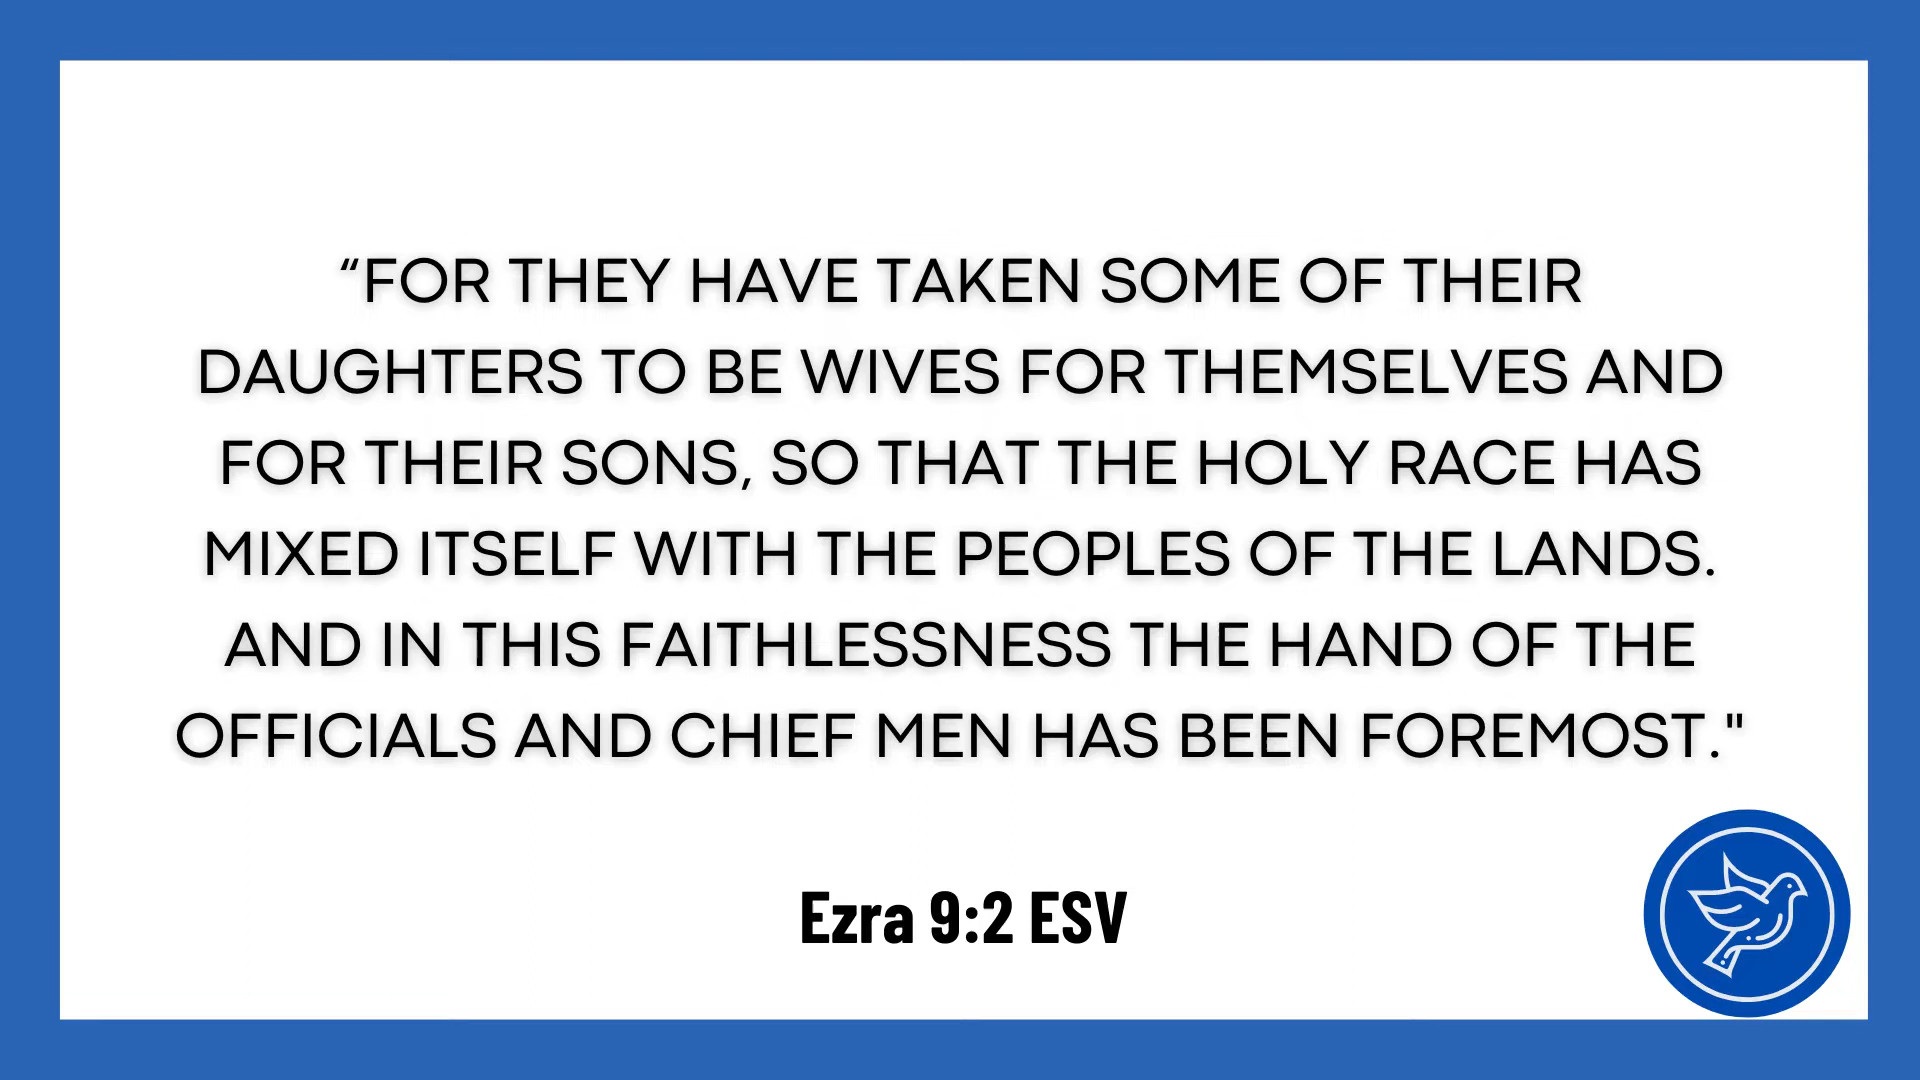 “FOR THEY HAVE TAKEN SOME OF THEIR
DAUGHTERS TO BE WIVES FOR THEMSELVES AND
FOR THEIR SONS, SO THAT THE HOLY RACE HAS
MIXED ITSELF WITH THE PEOPLES OF THE LANDS.
AND IN THIS FAITHLESSNESS THE HAND OF THE
OFFICIALS AND CHIEF MEN HAS BEEN FOREMOST."
Ezra 9:2 ESV